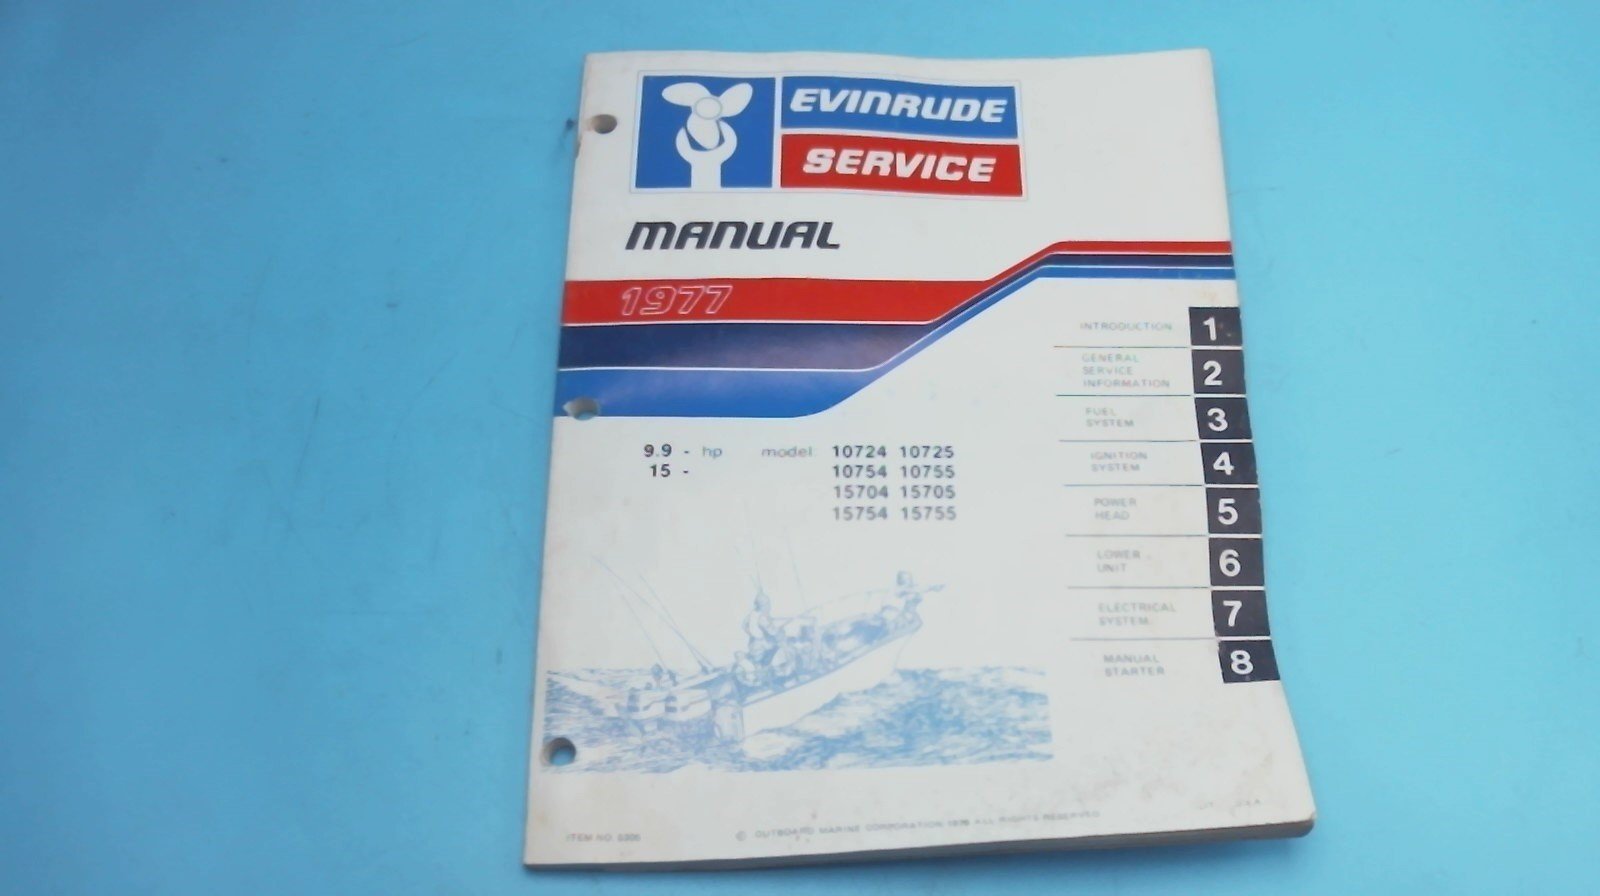 EVINRUDE
SERVICE
MANUAL
1977
9.9 - hp model 10724 10725
15 - 10754 10755
15704 15705
15754 15755
INTRODUCTION 1
GENERAL
SERVICE
INFORMATION 2
FUEL
SYSTEM 3
IGNITION
SYSTEM 4
POWER
HEAD 5
LOWER
UNIT 6
ELECTRICAL
SYSTEM 7
MANUAL
STARTER 8
ITEM NO.
© OUTBOARD MARINE CORPORATION 1976 ALL RIGHTS RESERVED